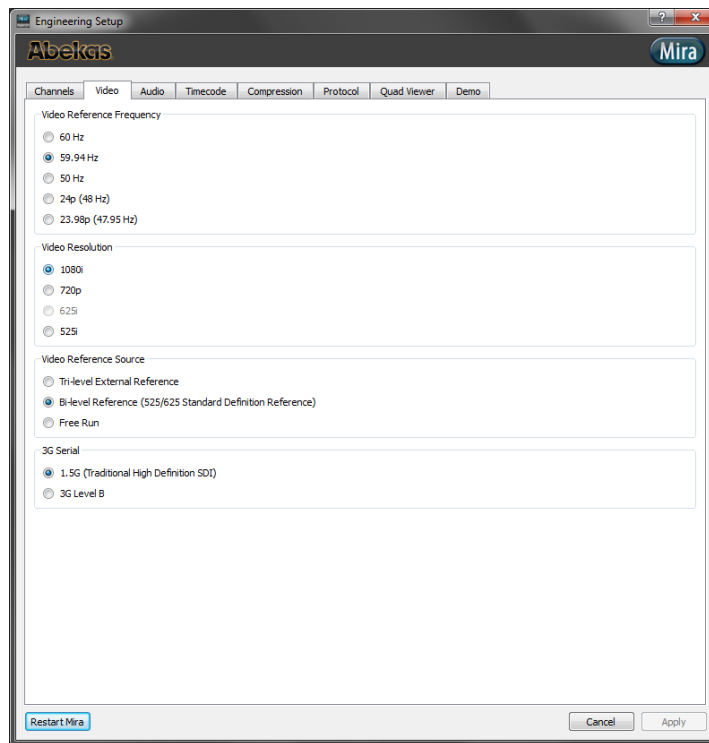 Engineering Setup
Abekas
Mira
Channels Video Audio Timecode Compression Protocol Quad Viewer Demo
Video Reference Frequency
60 Hz
59.94 Hz
50 Hz
24p (48 Hz)
23.98p (47.95 Hz)
Video Resolution
1080i
720p
625i
525i
Video Reference Source
Tri-level External Reference
Bi-level Reference (525/625 Standard Definition Reference)
Free Run
3G Serial
1.5G (Traditional High Definition SDI)
3G Level B
Restart Mira Cancel Apply